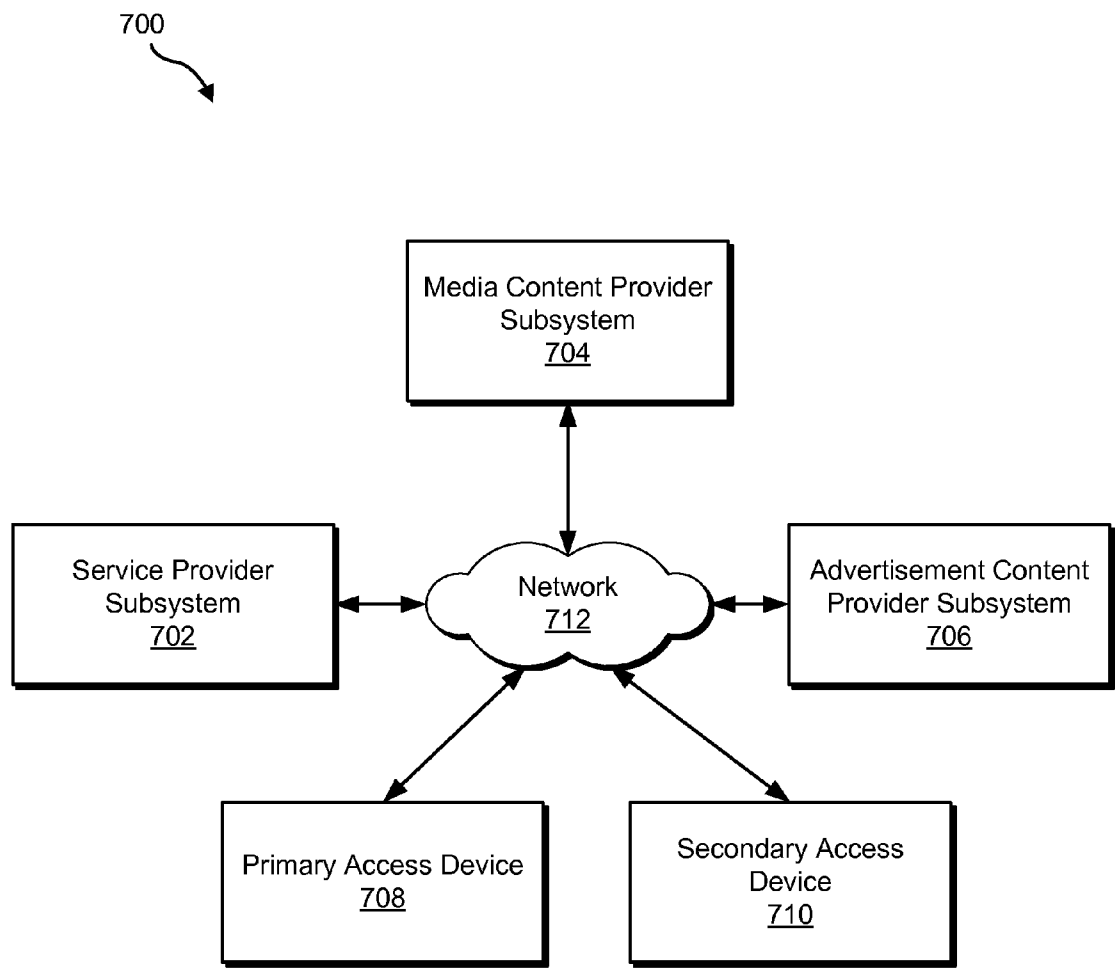 700
Media Content Provider
Subsystem
704
Service Provider
Subsystem
702
Network
712
Advertisement Content
Provider Subsystem
706
Primary Access Device
708
Secondary Access
Device
710